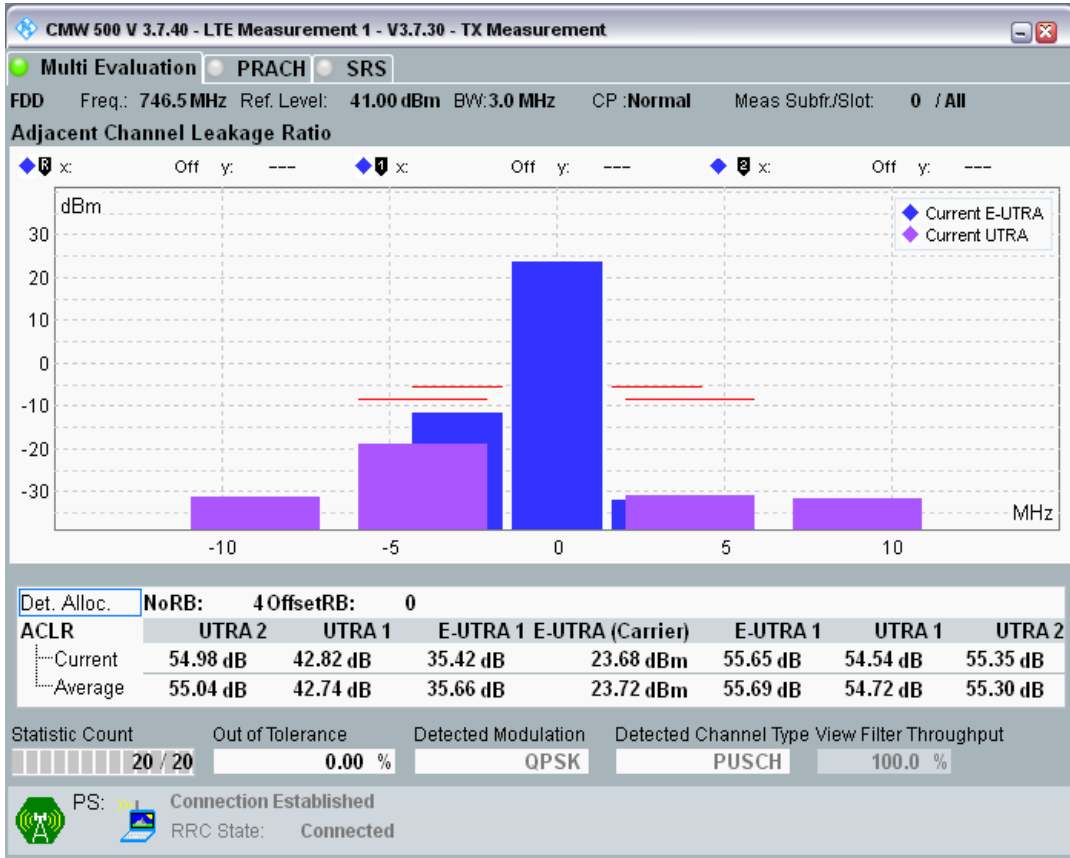 CMW 500 V 3.7.40 - LTE Measurement 1 - V3.7.30 - TX Measurement
Multi Evaluation PRACH SRS
FDD Freq.: 746.5 MHz Ref. Level: 41.00 dBm BW: 3.0 MHz CP :Normal Meas Subfr./Slot: 0 / All
Adjacent Channel Leakage Ratio
R x: Off y: --- 1 x: Off y: --- 2 x: Off y: ---
dBm
Current E-UTRA
Current UTRA
30
20
10
0
-10
-20
-30
MHz
-10 -5 0 5 10
Det. Alloc. NoRB: 4 OffsetRB: 0
ACLR UTRA 2 UTRA 1 E-UTRA 1 E-UTRA (Carrier) E-UTRA 1 UTRA 1 UTRA 2
Current 54.98 dB 42.82 dB 35.42 dB 23.68 dBm 55.65 dB 54.54 dB 55.35 dB
Average 55.04 dB 42.74 dB 35.66 dB 23.72 dBm 55.69 dB 54.72 dB 55.30 dB
Statistic Count Out of Tolerance Detected Modulation Detected Channel Type View Filter Throughput
20 / 20 0.00 % QPSK PUSCH 100.0 %
PS: Connection Established
RRC State: Connected